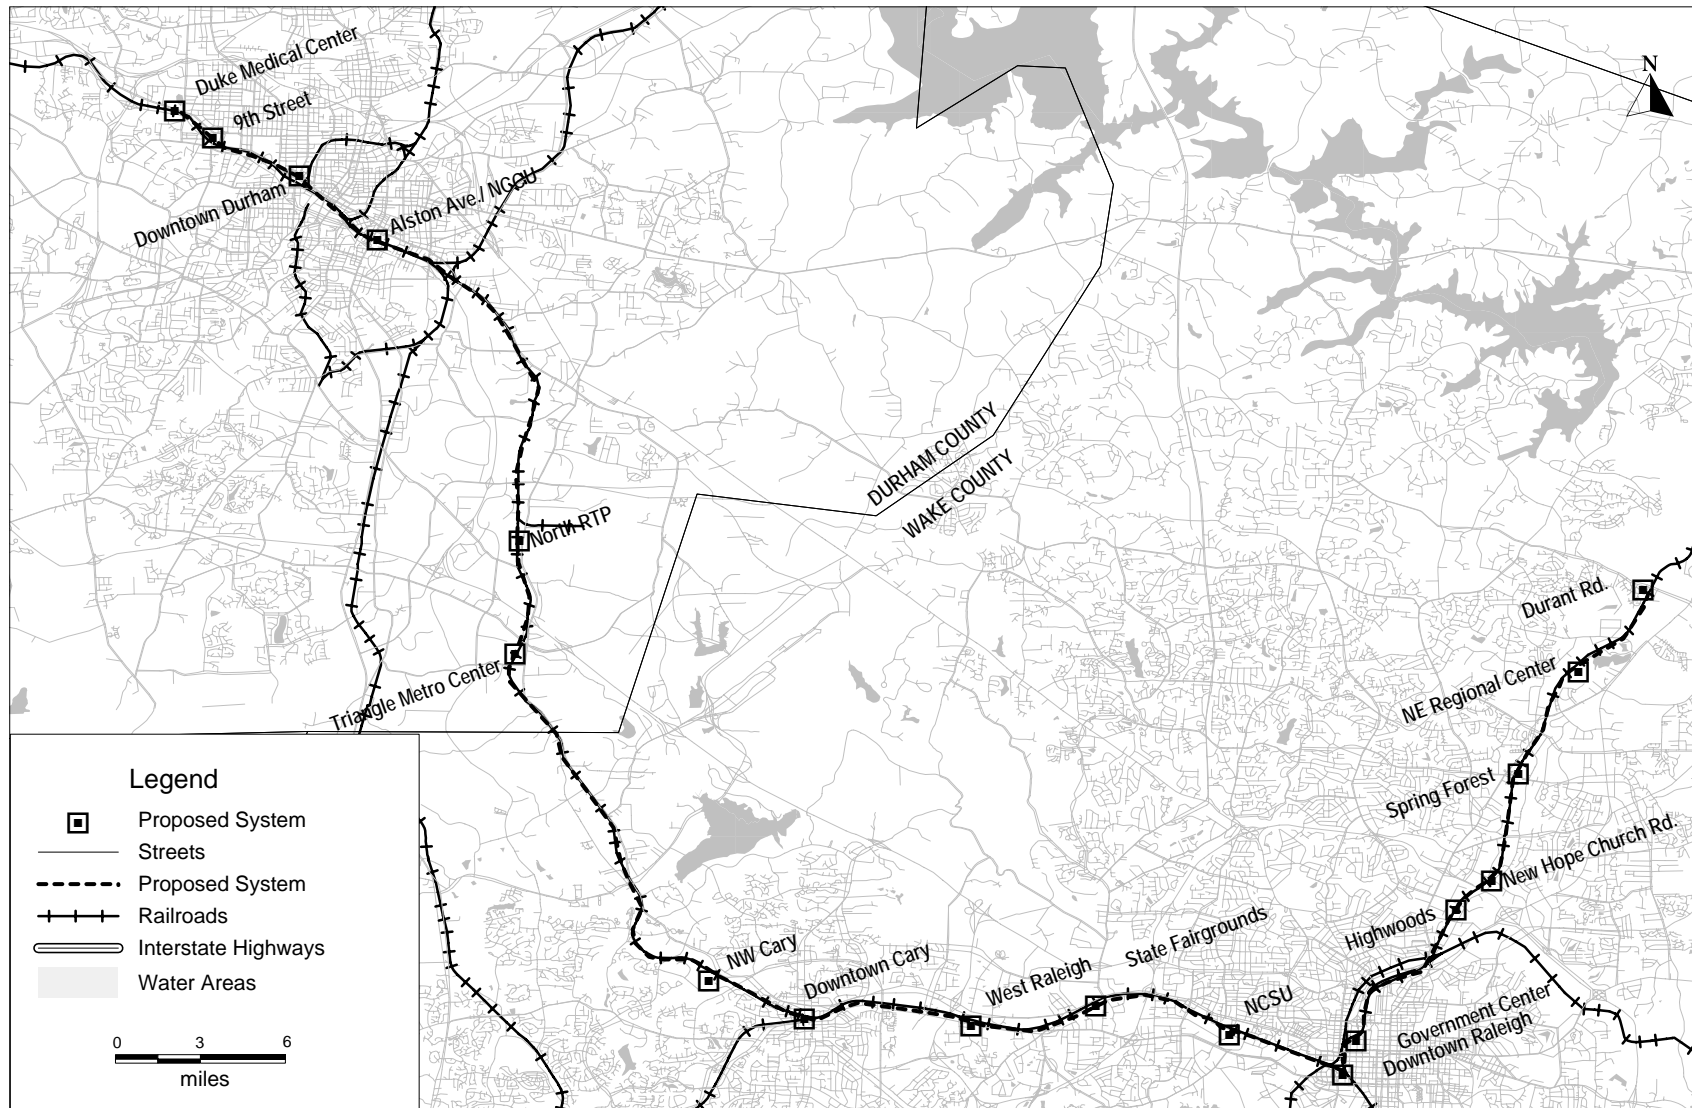 N
Duke Medical Center
9th Street
Downtown Durham
Alston Ave./ NCCU
DURHAM COUNTY
WAKE COUNTY
North RTP
Triangle Metro Center
Durant Rd.
NE Regional Center
Spring Forest
New Hope Church Rd.
Highwoods
State Fairgrounds
NW Cary
Downtown Cary
West Raleigh
NCSU
Government Center
Downtown Raleigh
Legend
Proposed System
Streets
Proposed System
Railroads
Interstate Highways
Water Areas
0 3 6
miles